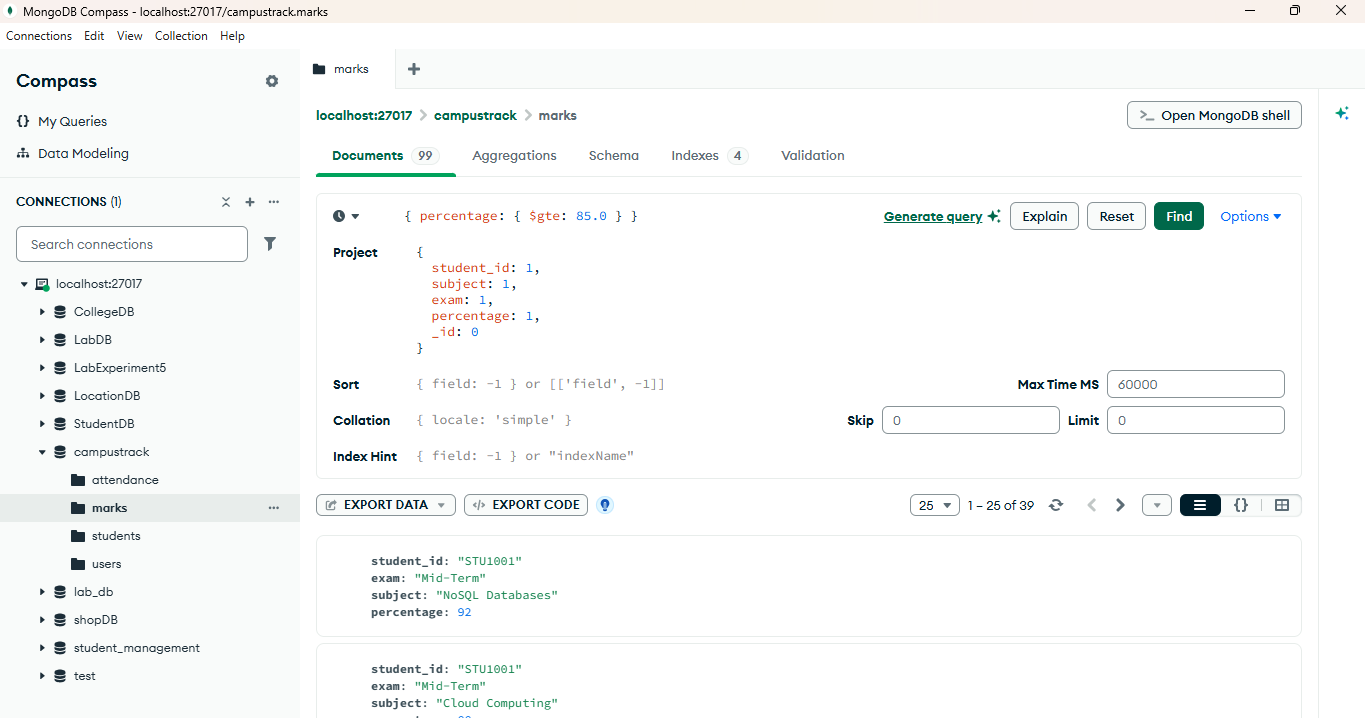 MongoDB Compass - localhost:27017/campustrack.marks
Connections Edit View Collection Help
Compass
My Queries
Data Modeling
CONNECTIONS (1)
Search connections
localhost:27017
CollegeDB
LabDB
LabExperiment5
LocationDB
StudentDB
campustrack
attendance
marks
students
users
lab_db
shopDB
student_management
test
marks
localhost:27017 > campustrack > marks
>_ Open MongoDB shell
Documents 99 Aggregations Schema Indexes 4 Validation
{ percentage: { $gte: 85.0 } } Generate query Explain Reset Find Options
Project {
student_id: 1,
subject: 1,
exam: 1,
percentage: 1,
_id: 0
}
Sort { field: -1 } or [['field', -1]] Max Time MS 60000
Collation { locale: 'simple' } Skip 0 Limit 0
Index Hint { field: -1 } or "indexName"
EXPORT DATA </> EXPORT CODE 25 1 – 25 of 39 {}
student_id: "STU1001"
exam: "Mid-Term"
subject: "NoSQL Databases"
percentage: 92
student_id: "STU1001"
exam: "Mid-Term"
subject: "Cloud Computing"